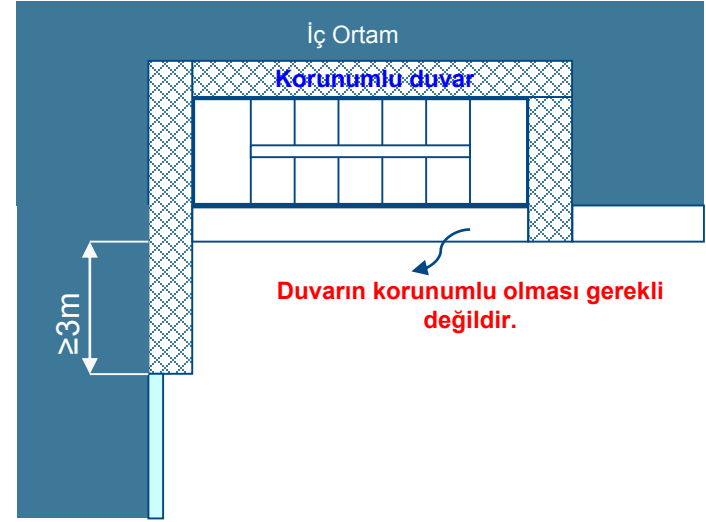 İç Ortam
Korunumlu duvar
≥3m
Duvarın korunumlu olması gerekli
değildir.